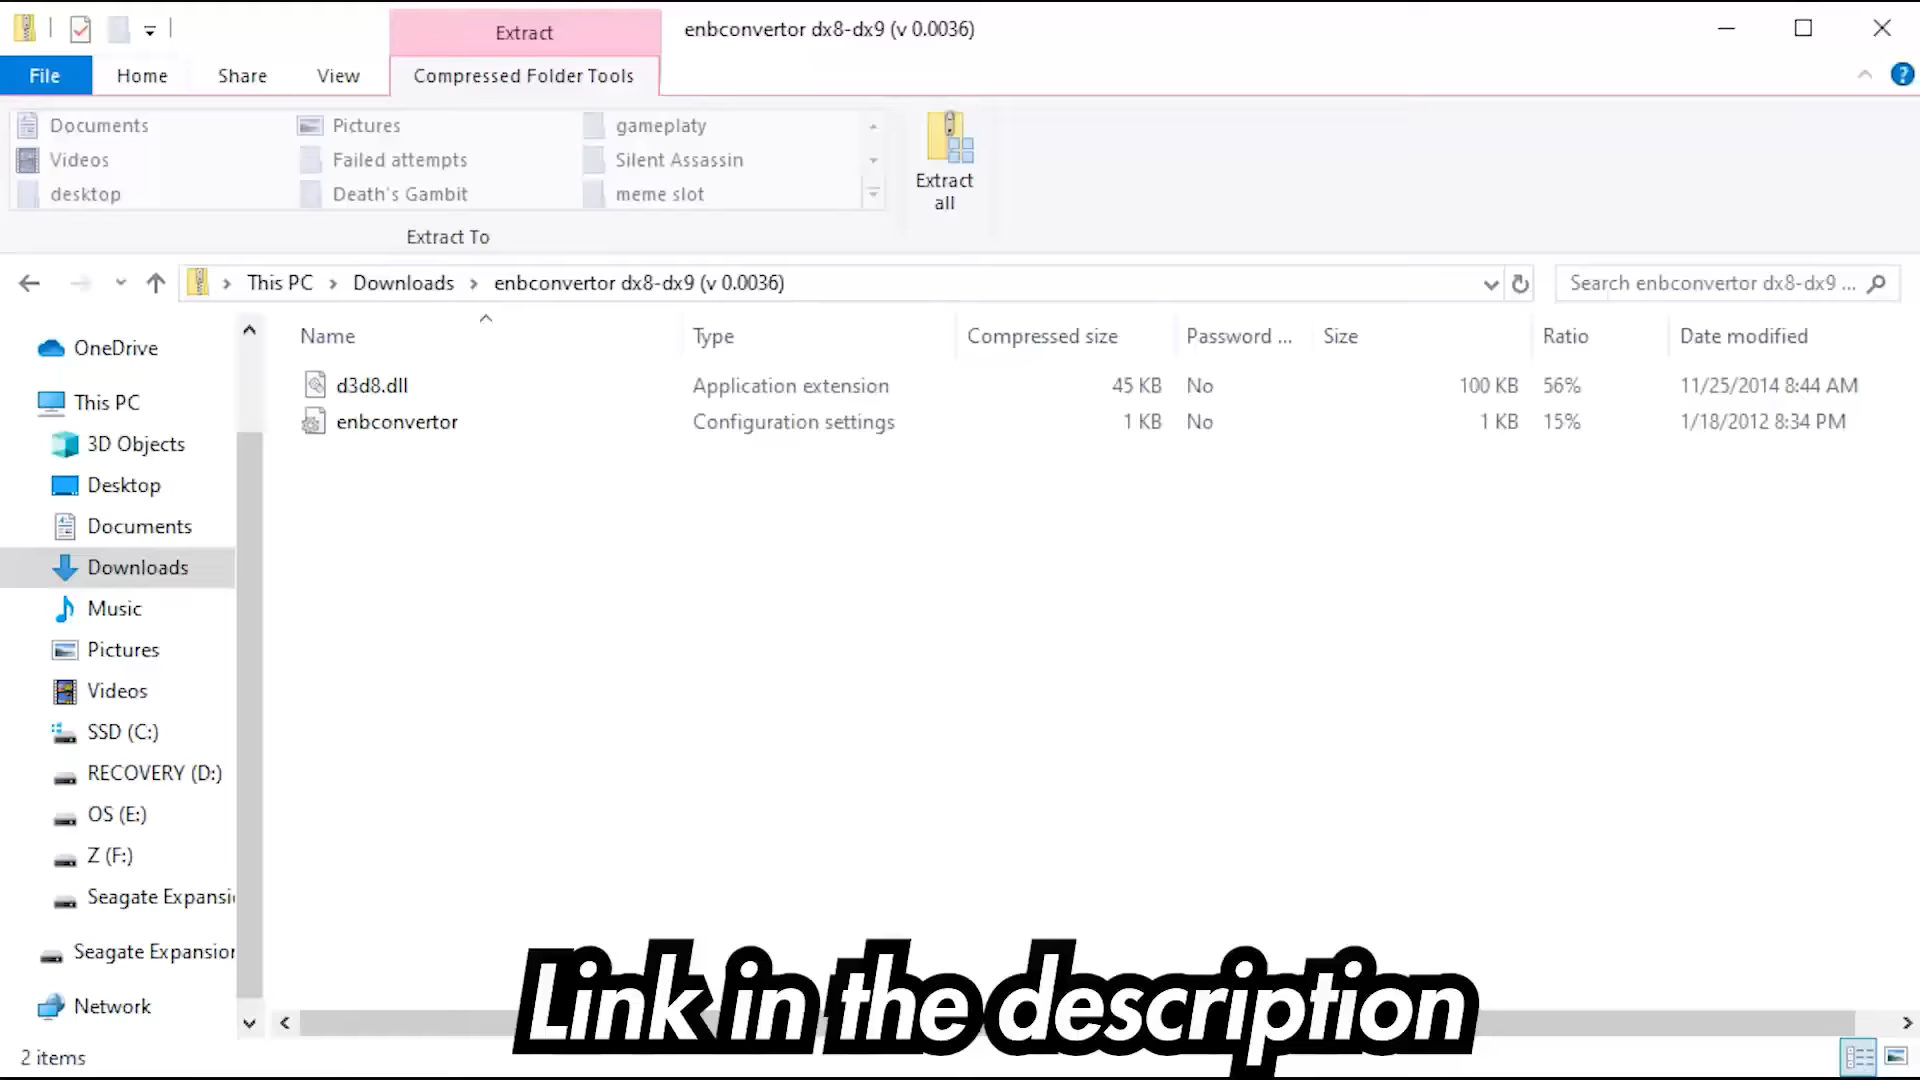 Extract
enbconvertor dx8-dx9 (v 0.0036)
File
Home
Share
View
Compressed Folder Tools
Documents
Pictures
gameplaty
Videos
Failed attempts
Silent Assassin
desktop
Death's Gambit
meme slot
Extract
all
Extract To
This PC
Downloads
enbconvertor dx8-dx9 (v 0.0036)
Search enbconvertor dx8-dx9 ...
Name
Type
Compressed size
Password ...
Size
Ratio
Date modified
d3d8.dll
Application extension
45 KB
No
100 KB
56%
11/25/2014 8:44 AM
enbconvertor
Configuration settings
1 KB
No
1 KB
15%
1/18/2012 8:34 PM
OneDrive
This PC
3D Objects
Desktop
Documents
Downloads
Music
Pictures
Videos
SSD (C:)
RECOVERY (D:)
OS (E:)
Z (F:)
Seagate Expansi
Seagate Expansion
Network
Link in the description
2 items